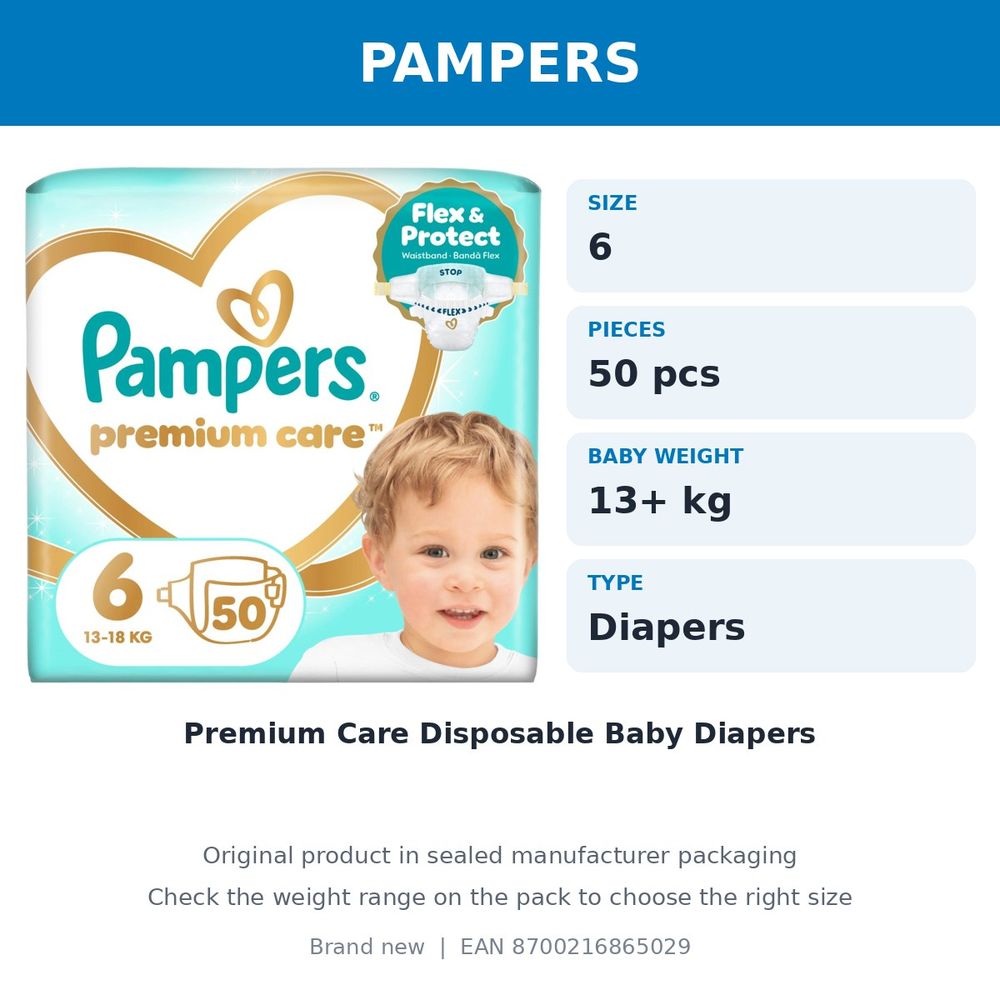 PAMPERS
Flex &
Protect
Waistband · Bandă Flex
STOP
FLEX
Pampers®
premium care™
6
50
13-18 KG
SIZE
6
PIECES
50 pcs
BABY WEIGHT
13+ kg
TYPE
Diapers
Premium Care Disposable Baby Diapers
Original product in sealed manufacturer packaging
Check the weight range on the pack to choose the right size
Brand new | EAN 8700216865029